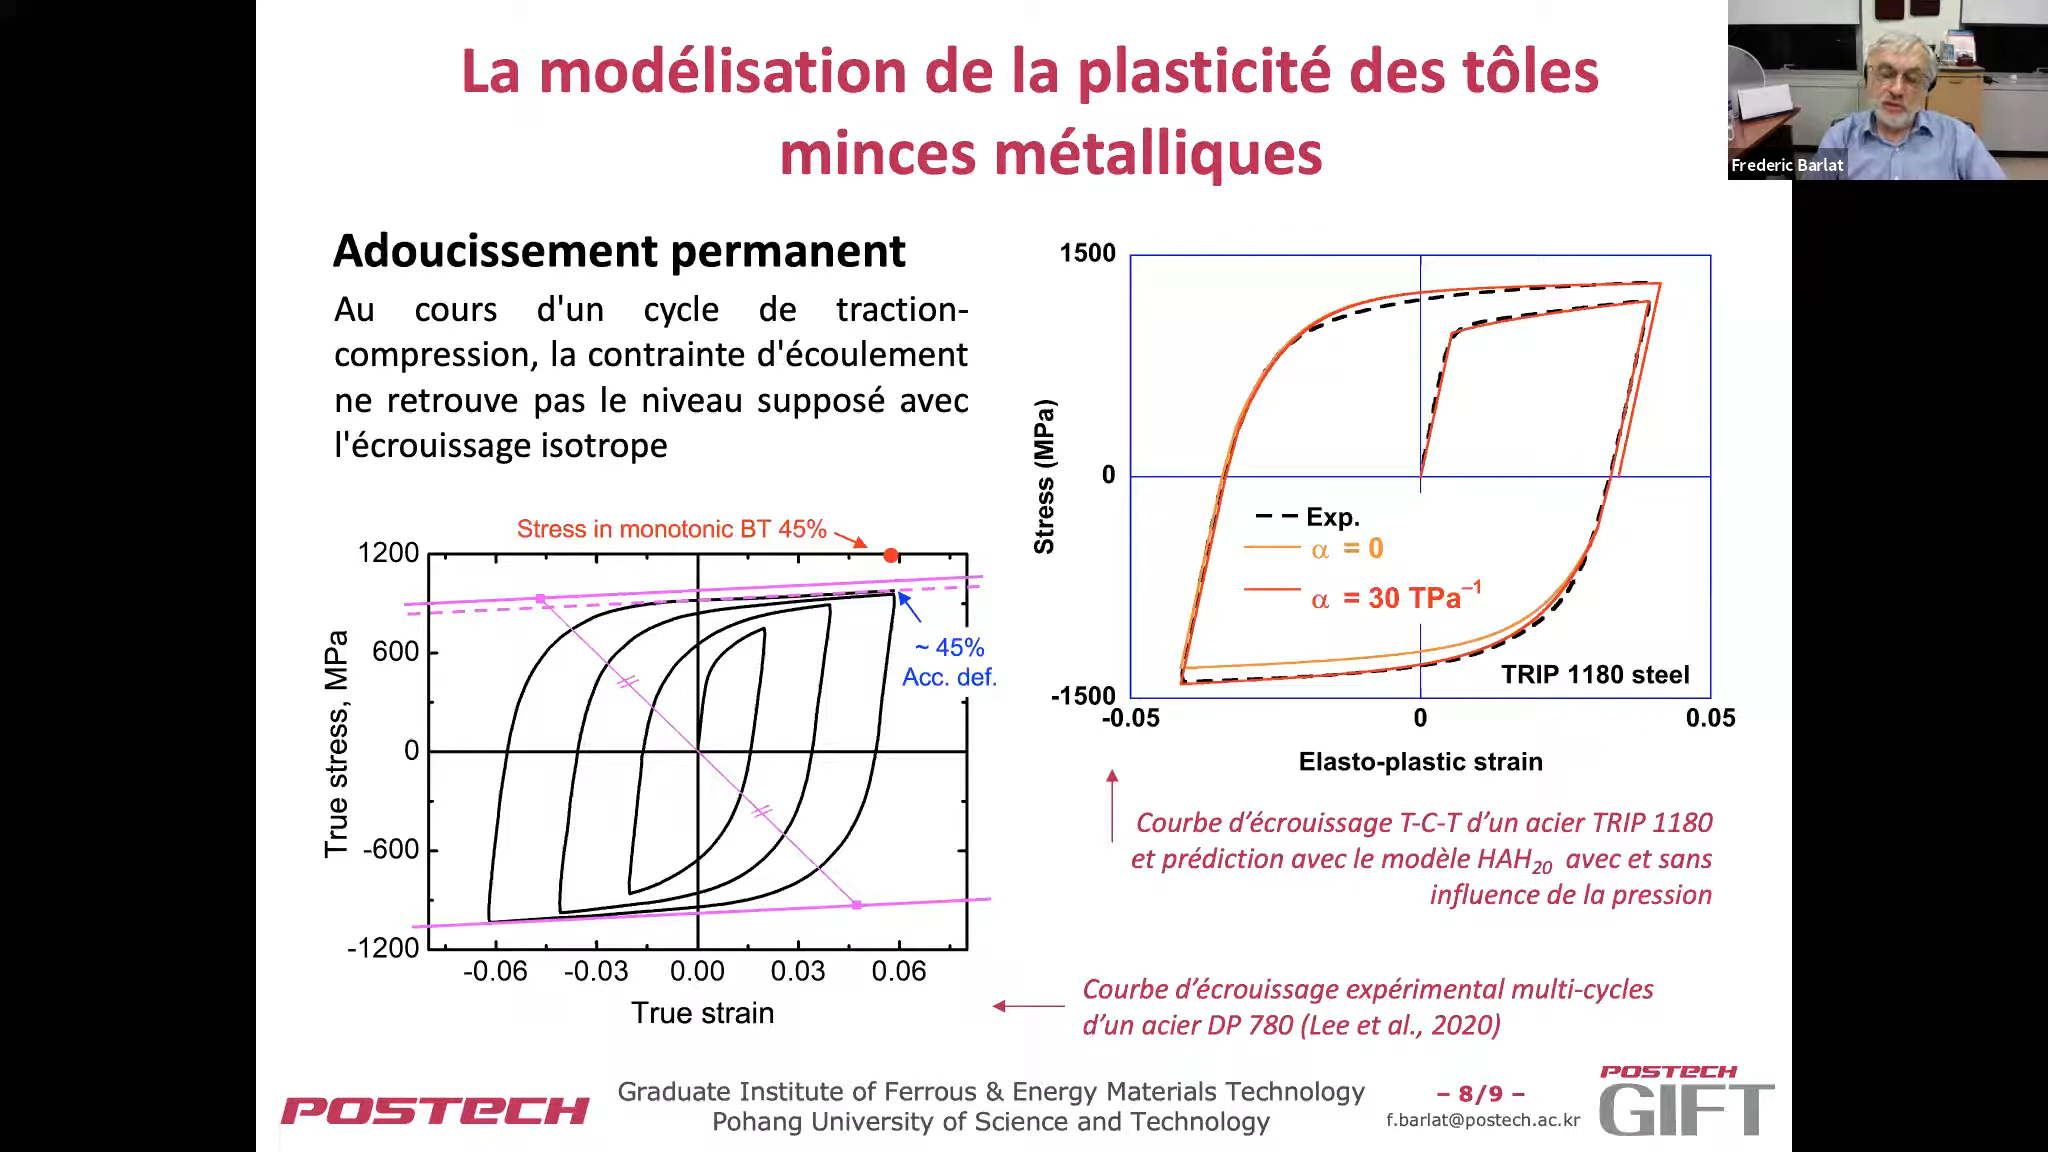 La modélisation de la plasticité des tôles
minces métalliques
Frederic Barlat
Adoucissement permanent
Au cours d'un cycle de traction-
compression, la contrainte d'écoulement
ne retrouve pas le niveau supposé avec
l'écrouissage isotrope
Stress in monotonic BT 45%
1200
600
0
-600
-1200
True stress, MPa
~ 45%
Acc. def.
-0.06 -0.03 0.00 0.03 0.06
True strain
1500
0
-1500
Stress (MPa)
Exp.
α = 0
α = 30 TPa⁻¹
TRIP 1180 steel
-0.05 0 0.05
Elasto-plastic strain
Courbe d’écrouissage T-C-T d’un acier TRIP 1180
et prédiction avec le modèle HAH₂₀ avec et sans
influence de la pression
Courbe d’écrouissage expérimental multi-cycles
d’un acier DP 780 (Lee et al., 2020)
POSTECH
Graduate Institute of Ferrous & Energy Materials Technology
Pohang University of Science and Technology
– 8/9 –
f.barlat@postech.ac.kr
POSTECH
GIFT